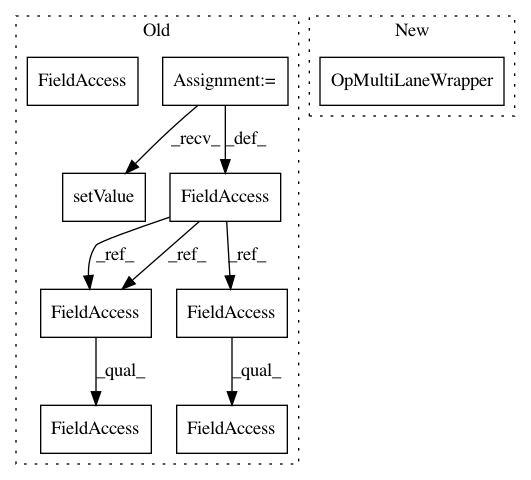 Old
New
FieldAccess
Assignment:=
OpMultiLaneWrapper
_recv_
_def_
setValue
FieldAccess
_ref_
_ref_
_ref_
FieldAccess
FieldAccess
_qual_
_qual_
FieldAccess
FieldAccess